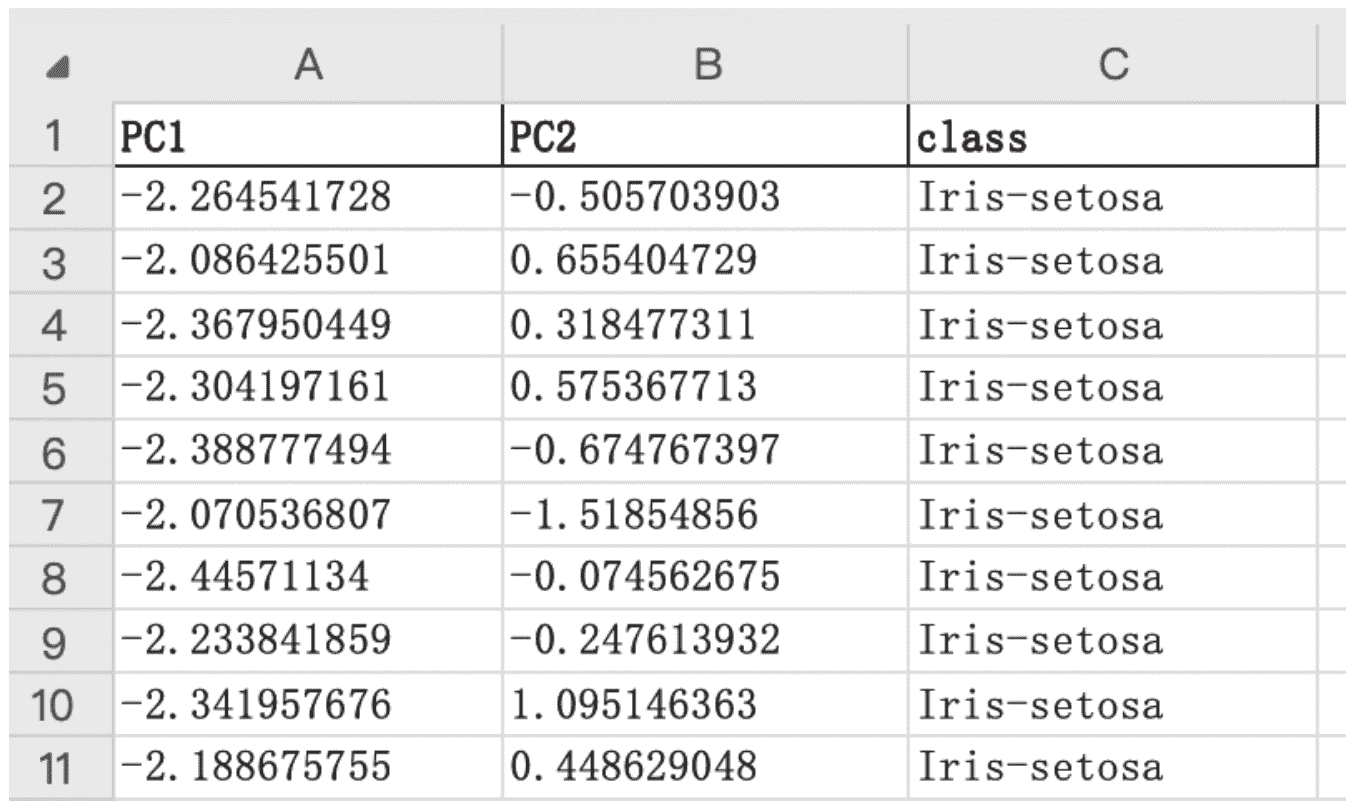 A B C
1 PC1 PC2 class
2 -2.264541728 -0.505703903 Iris-setosa
3 -2.086425501 0.655404729 Iris-setosa
4 -2.367950449 0.318477311 Iris-setosa
5 -2.304197161 0.575367713 Iris-setosa
6 -2.388777494 -0.674767397 Iris-setosa
7 -2.070536807 -1.51854856 Iris-setosa
8 -2.44571134 -0.074562675 Iris-setosa
9 -2.233841859 -0.247613932 Iris-setosa
10 -2.341957676 1.095146363 Iris-setosa
11 -2.188675755 0.448629048 Iris-setosa